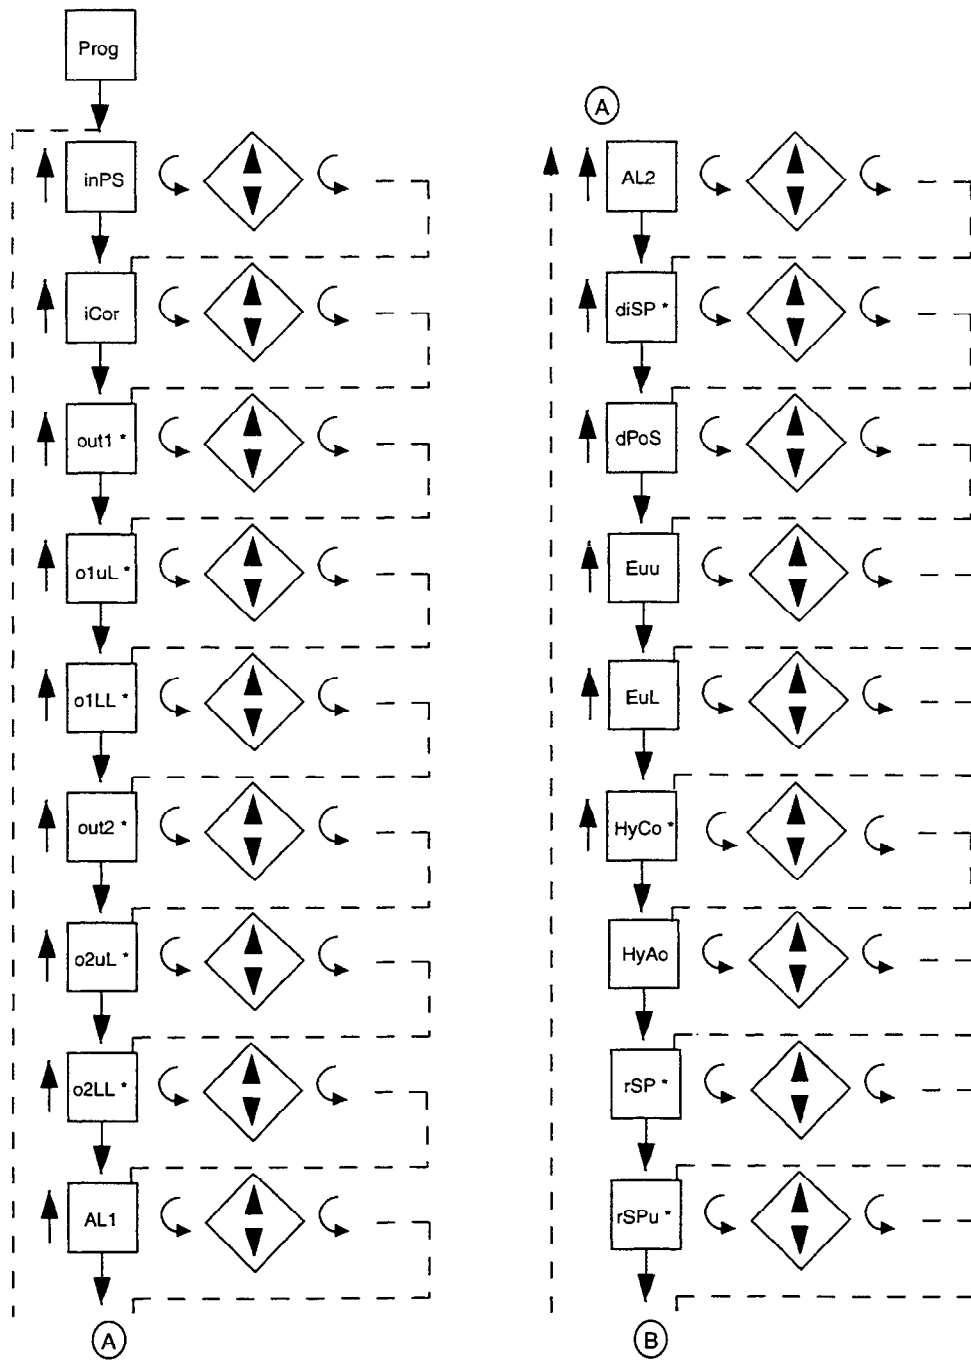 Prog
inPS
iCor
out1 *
o1uL *
o1LL *
out2 *
o2uL *
o2LL *
AL1
A
A
AL2
diSP *
dPoS
Euu
EuL
HyCo *
HyAo
rSP *
rSPu *
B